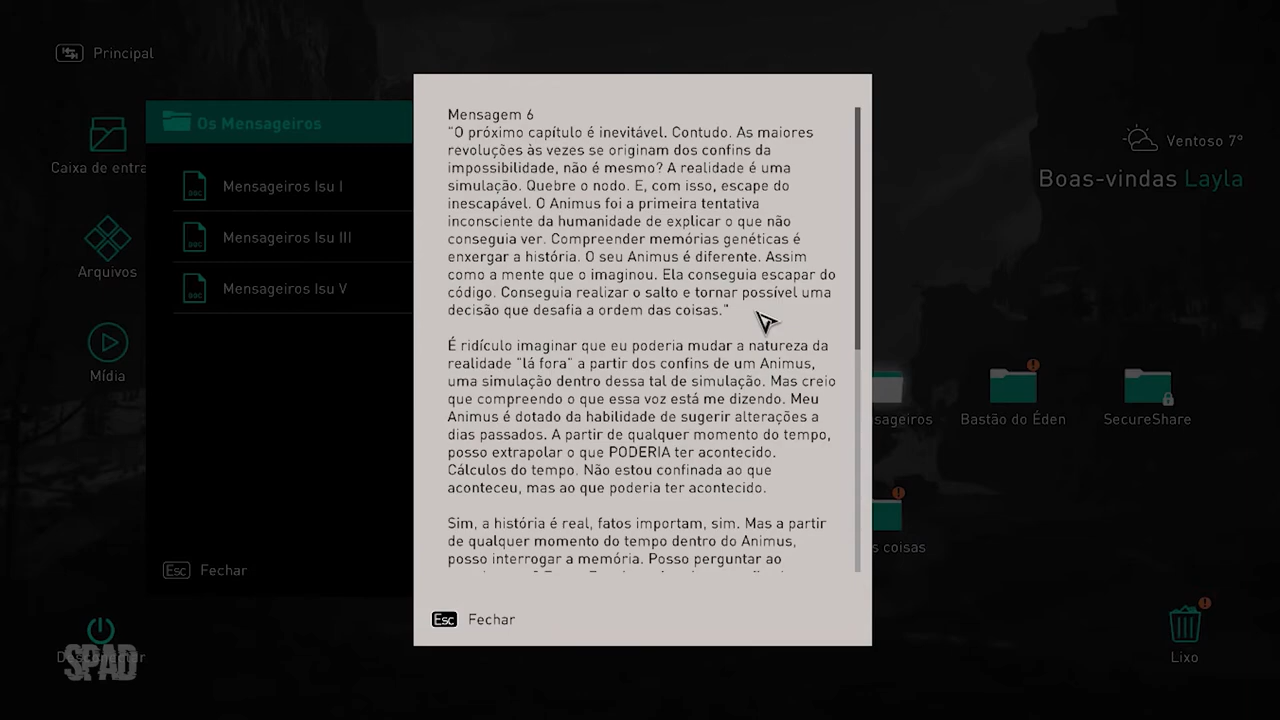 Principal
Caixa de entra
Arquivos
Mídia
Os Mensageiros
Mensageiros Isu I
Mensageiros Isu III
Mensageiros Isu V
Esc Fechar
SPAD
Mensagem 6
"O próximo capítulo é inevitável. Contudo. As maiores
revoluções às vezes se originam dos confins da
impossibilidade, não é mesmo? A realidade é uma
simulação. Quebre o nodo. E, com isso, escape do
inescapável. O Animus foi a primeira tentativa
inconsciente da humanidade de explicar o que não
conseguia ver. Compreender memórias genéticas é
enxergar a história. O seu Animus é diferente. Assim
como a mente que o imaginou. Ela conseguia escapar do
código. Conseguia realizar o salto e tornar possível uma
decisão que desafia a ordem das coisas."
É ridículo imaginar que eu poderia mudar a natureza da
realidade "lá fora" a partir dos confins de um Animus,
uma simulação dentro dessa tal de simulação. Mas creio
que compreendo o que essa voz está me dizendo. Meu
Animus é dotado da habilidade de sugerir alterações a
dias passados. A partir de qualquer momento do tempo,
posso extrapolar o que PODERIA ter acontecido.
Cálculos do tempo. Não estou confinada ao que
aconteceu, mas ao que poderia ter acontecido.
Sim, a história é real, fatos importam, sim. Mas a partir
de qualquer momento do tempo dentro do Animus,
posso interrogar a memória. Posso perguntar ao
Esc Fechar
Ventoso 7°
Boas-vindas Layla
sageiros
Bastão do Éden
SecureShare
s coisas
Lixo